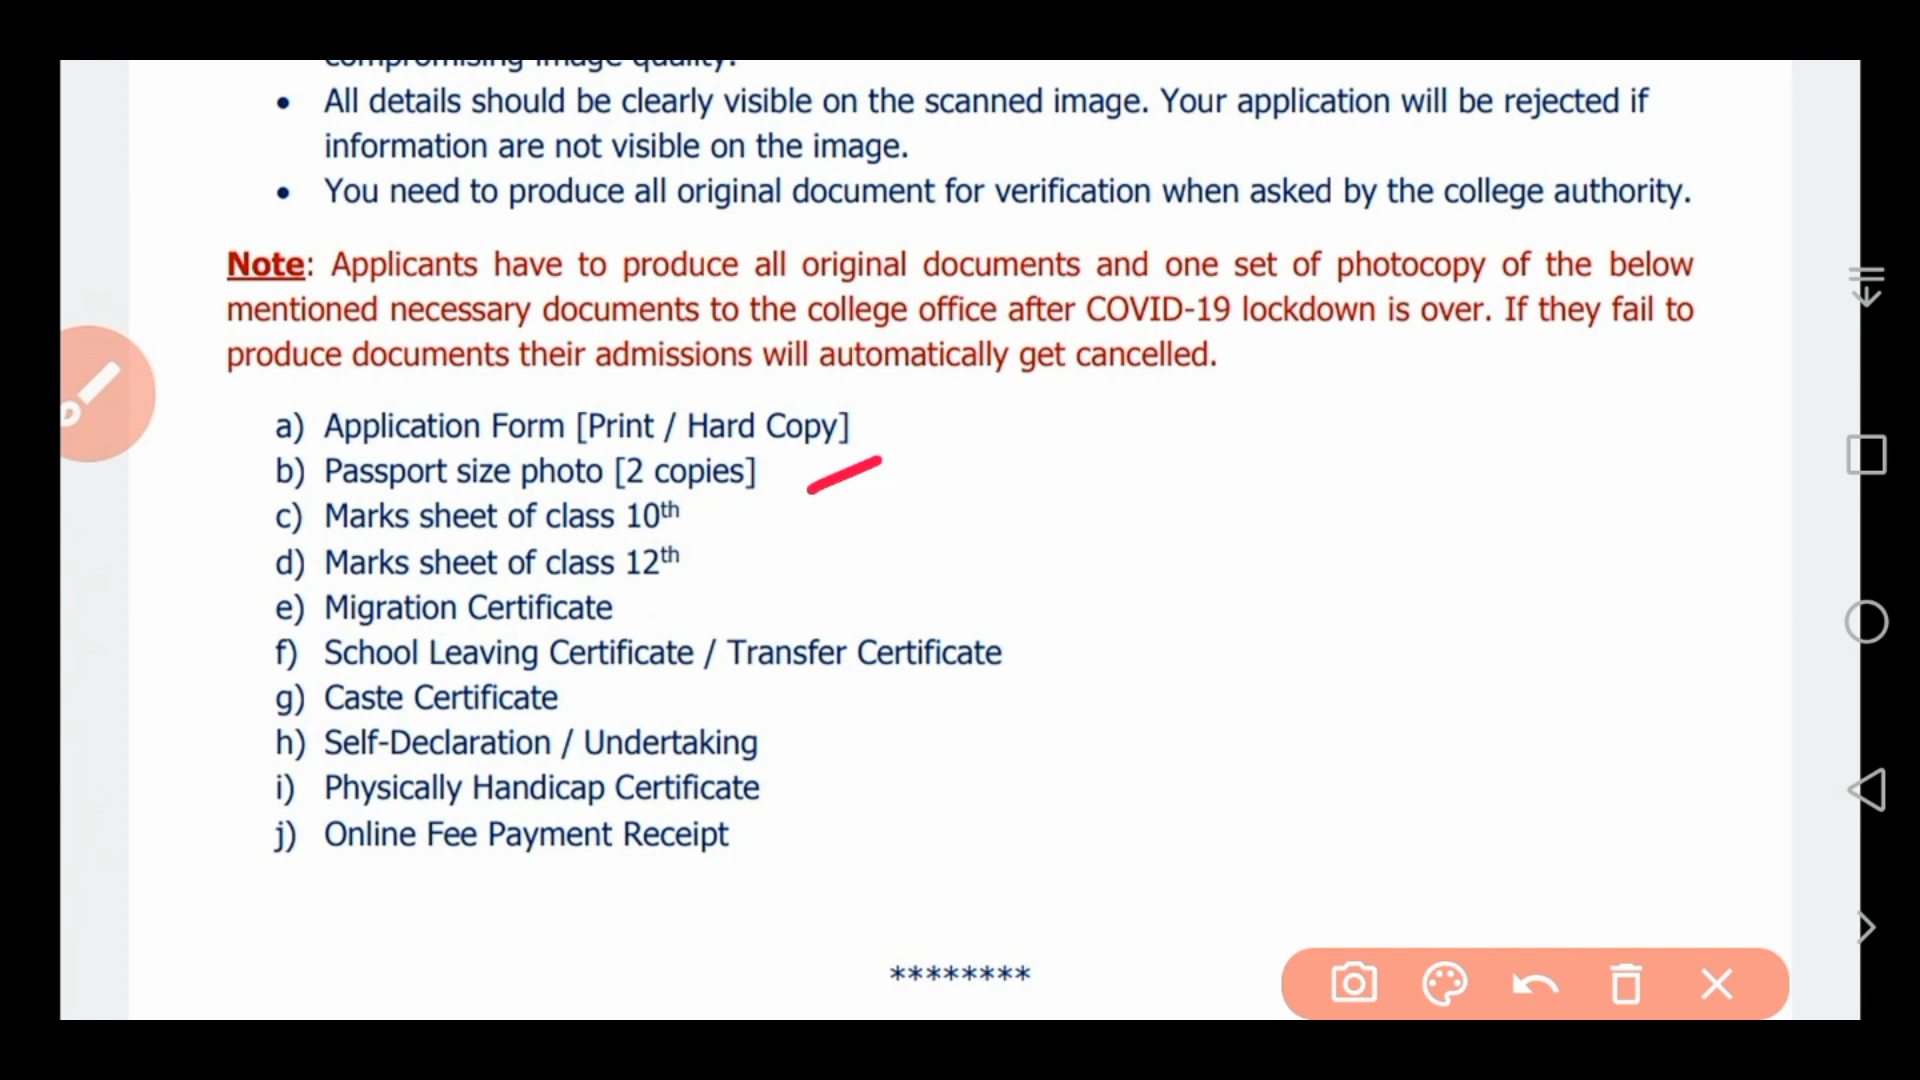 compromising image quality.
• All details should be clearly visible on the scanned image. Your application will be rejected if
information are not visible on the image.
• You need to produce all original document for verification when asked by the college authority.
Note: Applicants have to produce all original documents and one set of photocopy of the below
mentioned necessary documents to the college office after COVID-19 lockdown is over. If they fail to
produce documents their admissions will automatically get cancelled.
a) Application Form [Print / Hard Copy]
b) Passport size photo [2 copies]
c) Marks sheet of class 10th
d) Marks sheet of class 12th
e) Migration Certificate
f) School Leaving Certificate / Transfer Certificate
g) Caste Certificate
h) Self-Declaration / Undertaking
i) Physically Handicap Certificate
j) Online Fee Payment Receipt
********